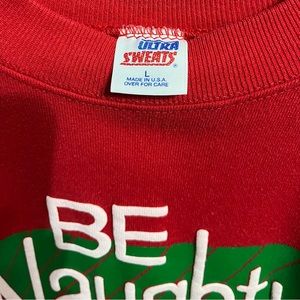 ULTRA
SWEATS
L
MADE IN U.S.A.
OVER FOR CARE
BE
Naughty